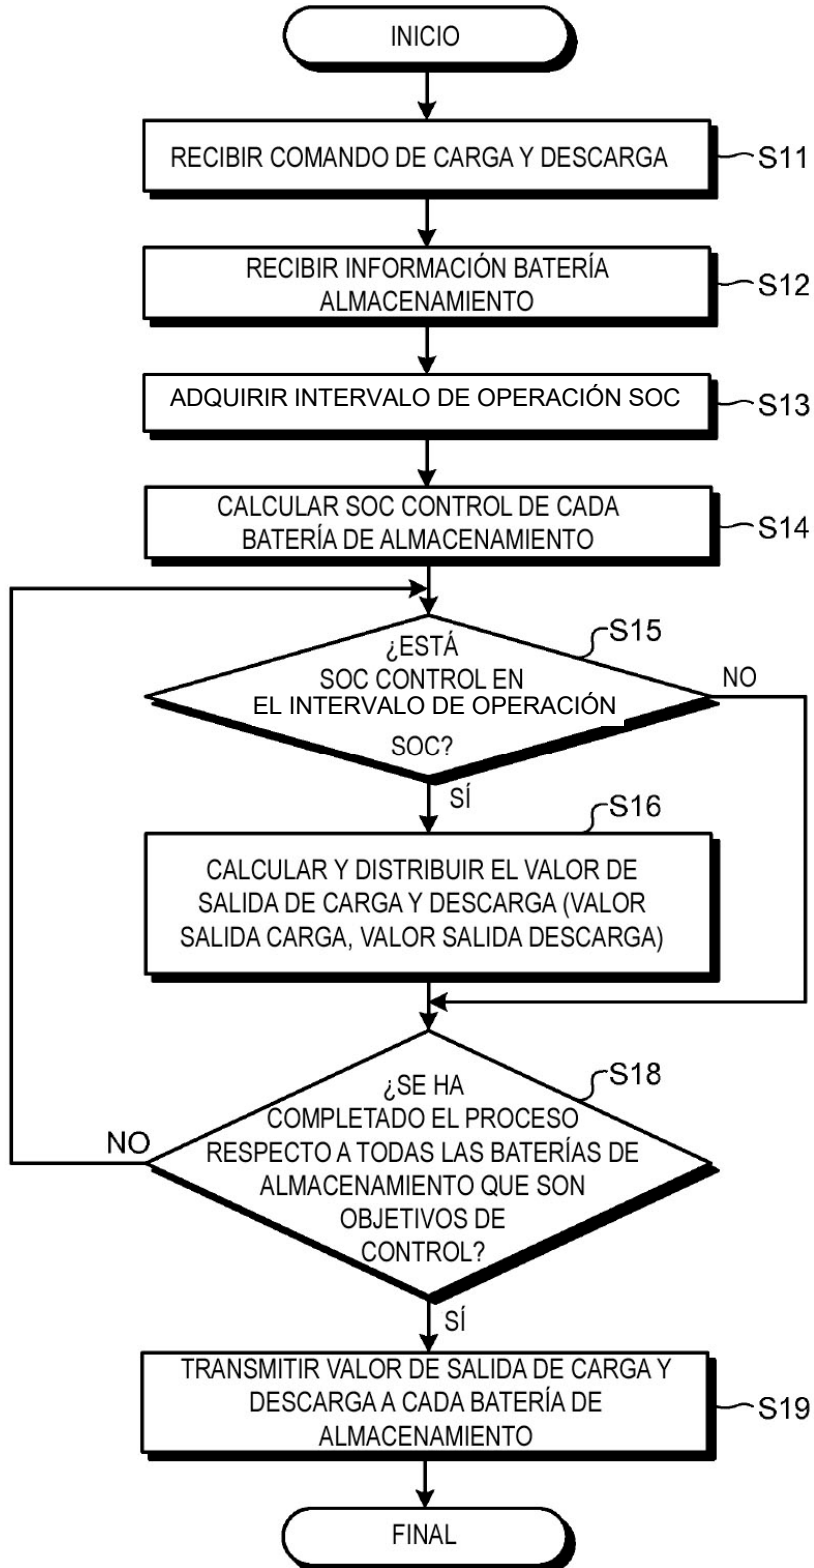 INICIO
RECIBIR COMANDO DE CARGA Y DESCARGA
S11
RECIBIR INFORMACIÓN BATERÍA
ALMACENAMIENTO
S12
ADQUIRIR INTERVALO DE OPERACIÓN SOC
S13
CALCULAR SOC CONTROL DE CADA
BATERÍA DE ALMACENAMIENTO
S14
¿ESTÁ
SOC CONTROL EN
EL INTERVALO DE OPERACIÓN
SOC?
S15
NO
SÍ
S16
CALCULAR Y DISTRIBUIR EL VALOR DE
SALIDA DE CARGA Y DESCARGA (VALOR
SALIDA CARGA, VALOR SALIDA DESCARGA)
¿SE HA
COMPLETADO EL PROCESO
RESPECTO A TODAS LAS BATERÍAS DE
ALMACENAMIENTO QUE SON
OBJETIVOS DE
CONTROL?
S18
NO
SÍ
TRANSMITIR VALOR DE SALIDA DE CARGA Y
DESCARGA A CADA BATERÍA DE
ALMACENAMIENTO
S19
FINAL